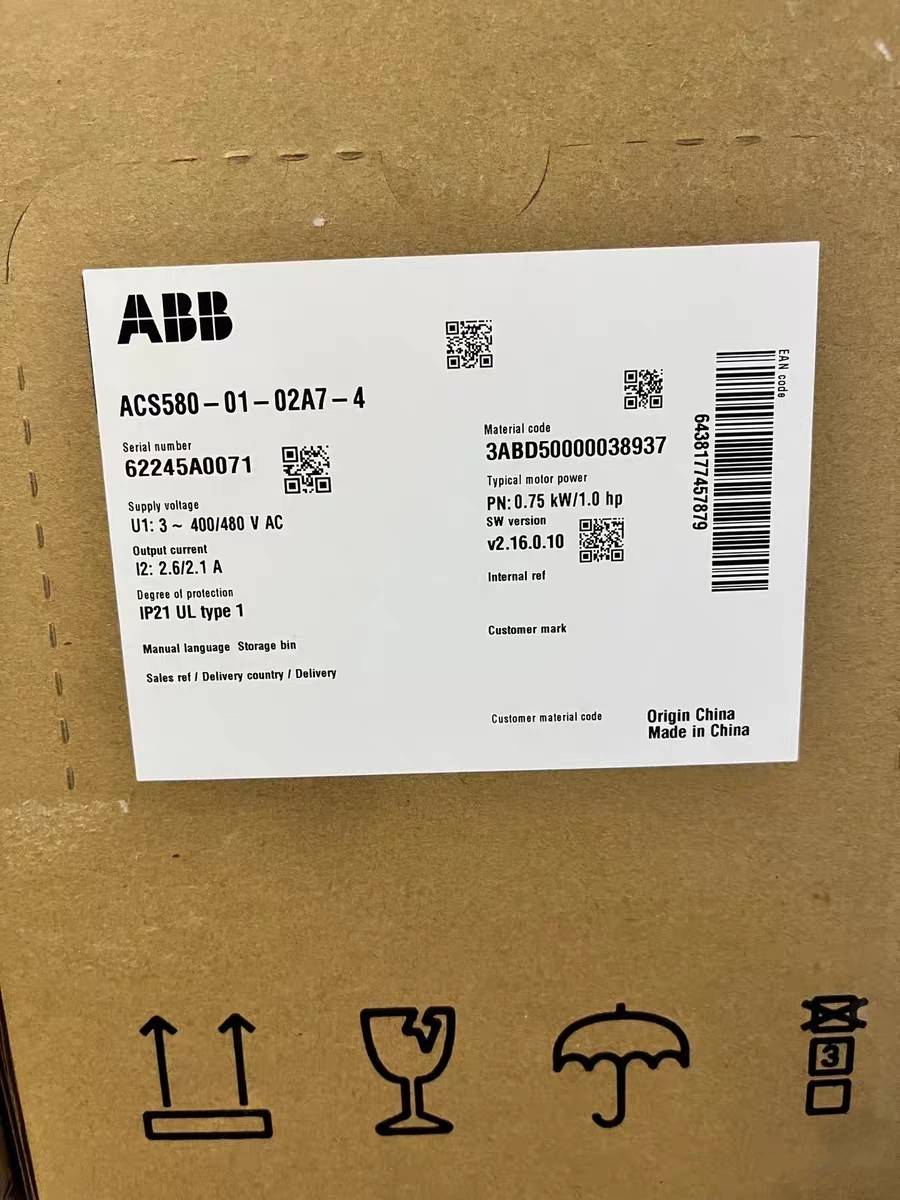 ABB
ACS580-01-02A7-4
Serial number
62245A0071
Supply voltage
U1: 3 ~ 400/480 V AC
Output current
I2: 2.6/2.1 A
Degree of protection
IP21 UL type 1
Manual language Storage bin
Sales ref / Delivery country / Delivery
Material code
3ABD50000038937
Typical motor power
PN: 0.75 kW/1.0 hp
SW version
v2.16.0.10
Internal ref
Customer mark
Customer material code
Origin China
Made in China
EAN code
6438177457879
3